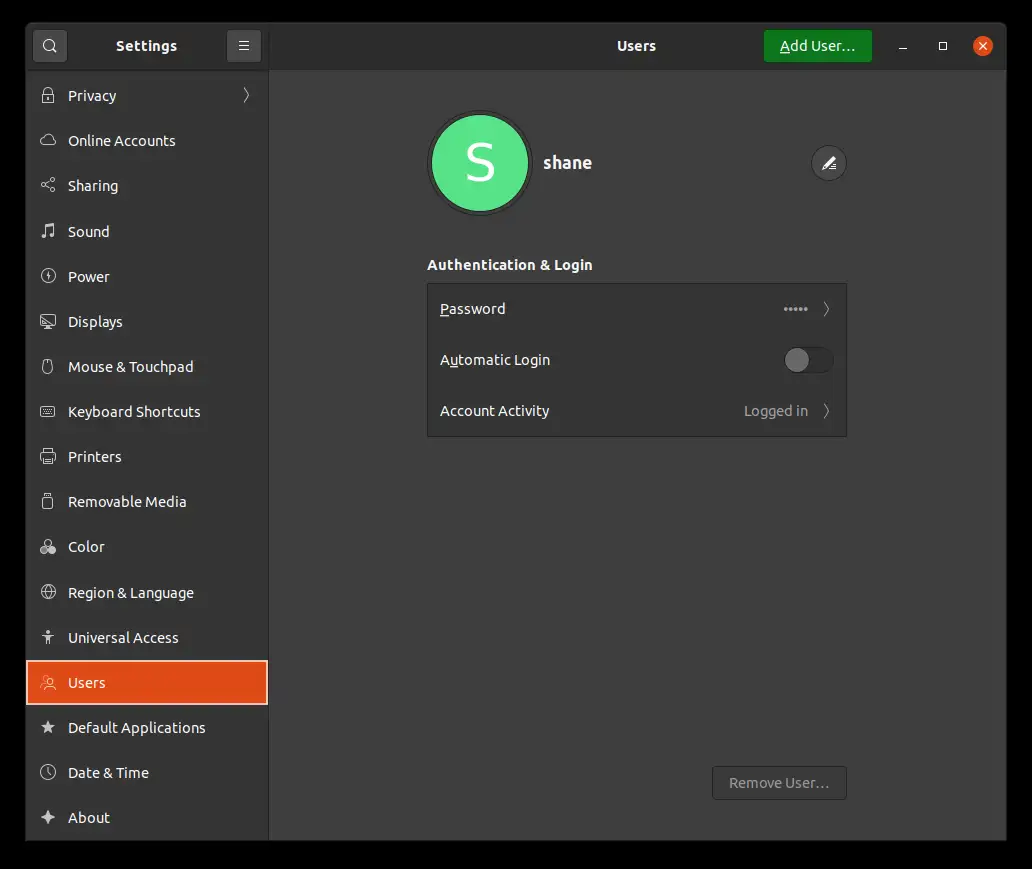 Settings
Users
Add User...
Privacy
Online Accounts
Sharing
Sound
Power
Displays
Mouse & Touchpad
Keyboard Shortcuts
Printers
Removable Media
Color
Region & Language
Universal Access
Users
Default Applications
Date & Time
About
S
shane
Authentication & Login
Password •••••
Automatic Login
Account Activity Logged in
Remove User...